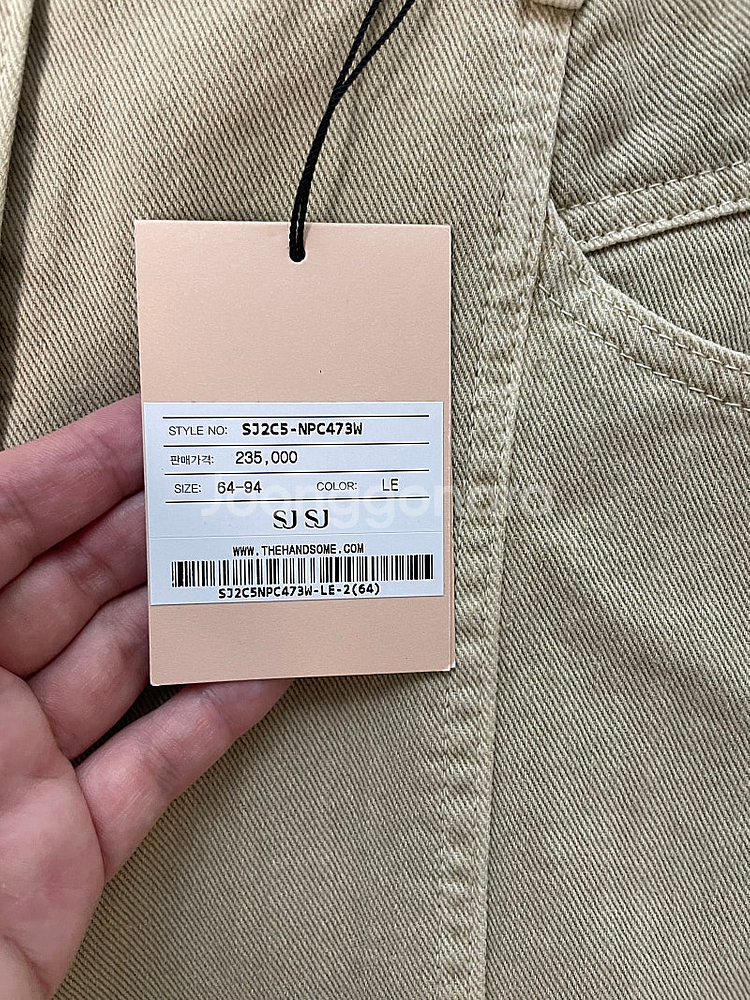 STYLE NO: SJ2C5-NPC473W
판매가격: 235,000
SIZE: 64-94 COLOR: LE
SJ SJ
WWW.THEHANDSOME.COM
SJ2C5NPC473W-LE-2(64)
Joonggonara